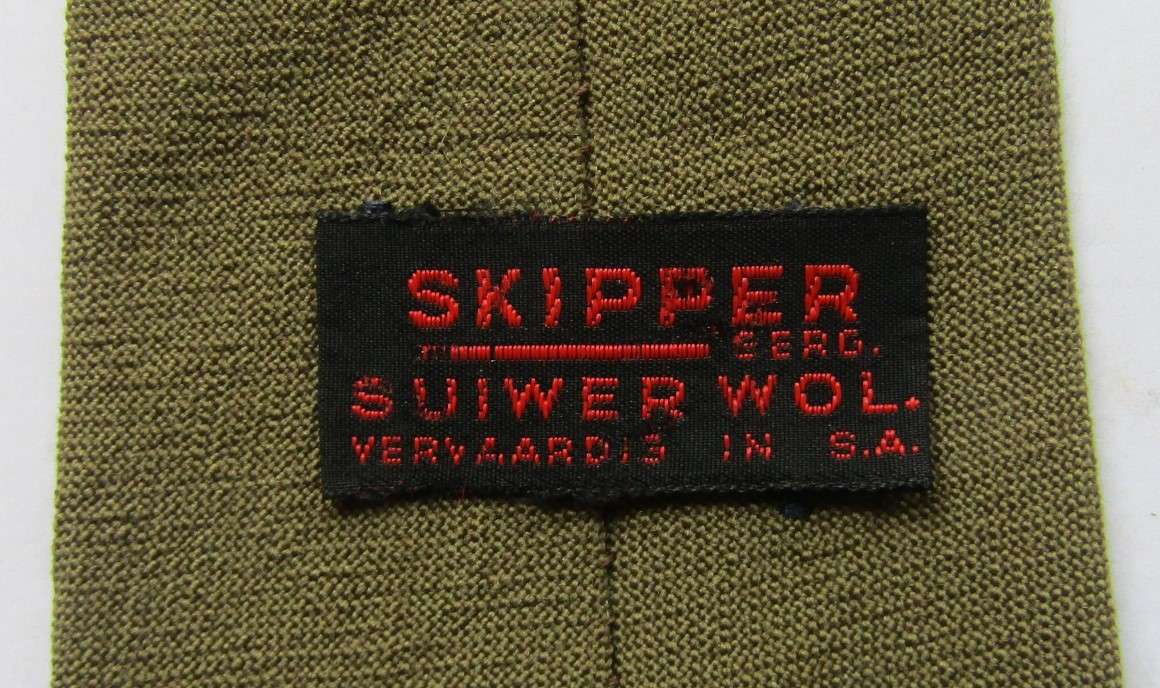 SKIPPER
GERG.
SUIWER WOL.
VERVAARDIG IN S.A.